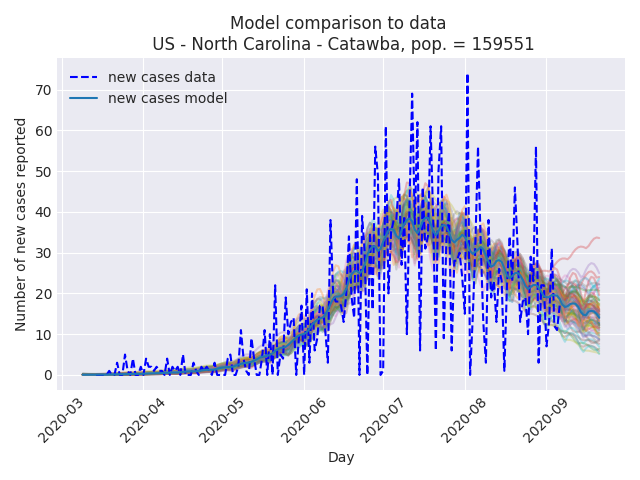 Model comparison to data
US - North Carolina - Catawba, pop. = 159551
new cases data
new cases model
Number of new cases reported
70
60
50
40
30
20
10
0
2020-03
2020-04
2020-05
2020-06
2020-07
2020-08
2020-09
Day